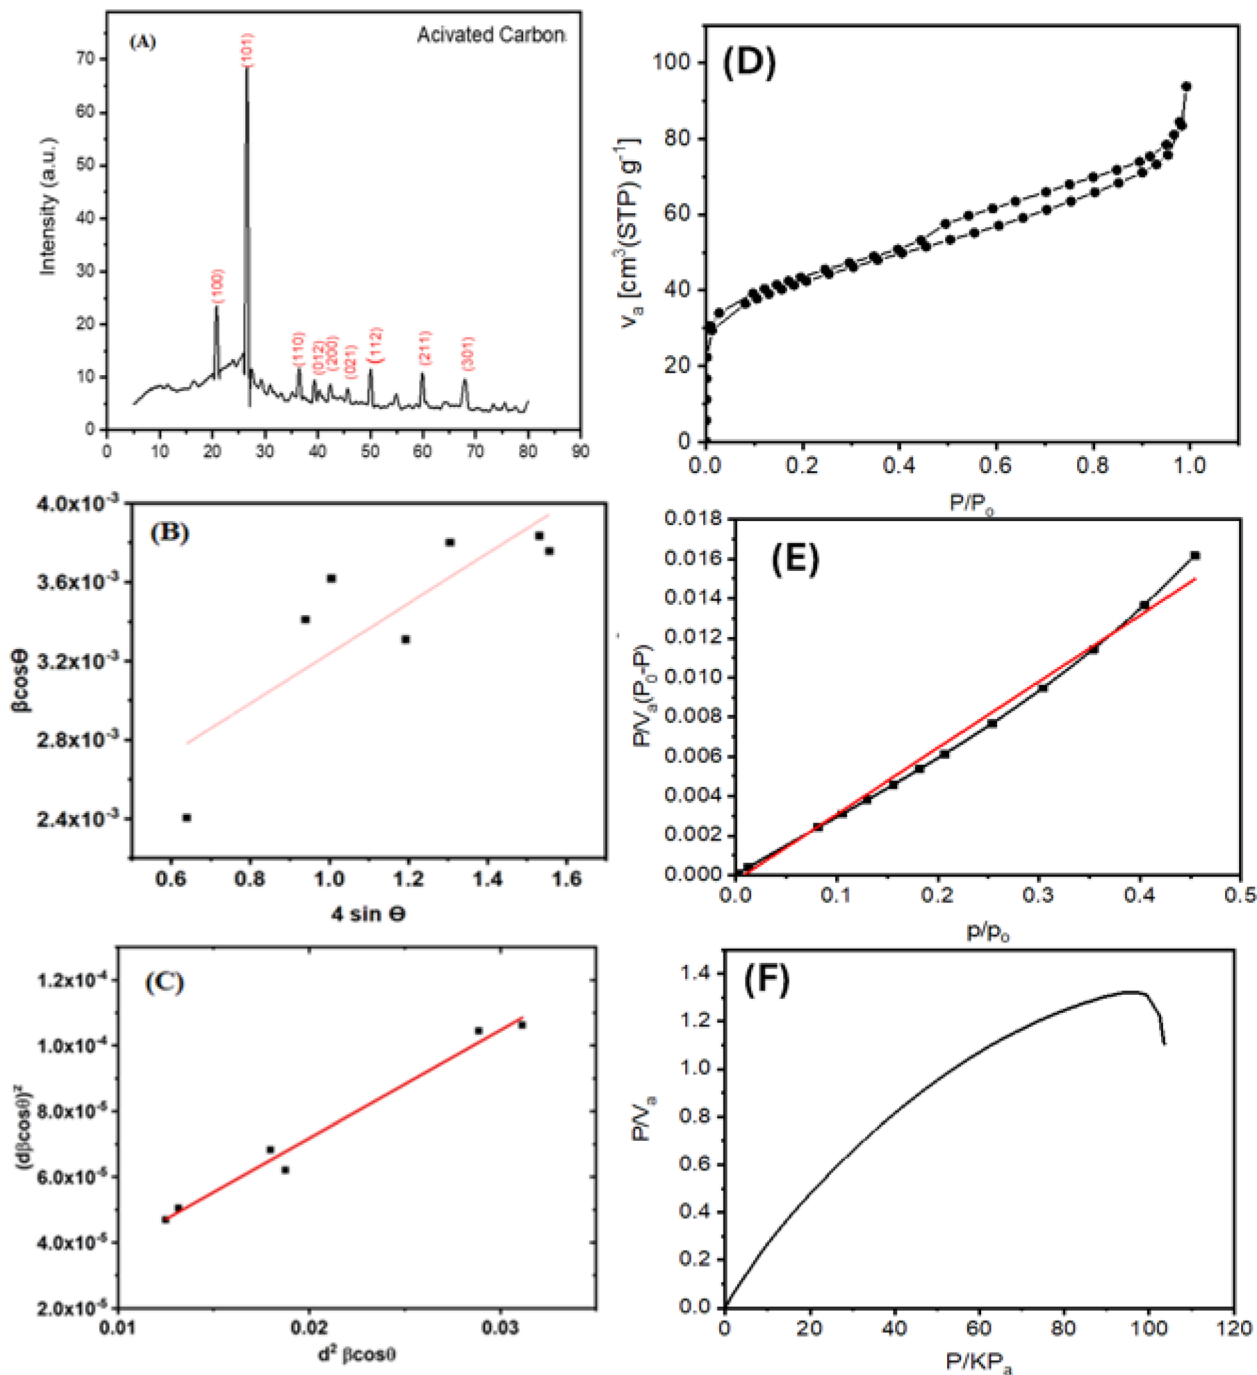 (A)
Acivated Carbon
(101)
(100)
(110)
(012)
(200)
(021)
(112)
(211)
(301)
Intensity (a.u.)
70
60
50
40
30
20
10
0
0 10 20 30 40 50 60 70 80 90
(B)
4.0x10⁻³
3.6x10⁻³
3.2x10⁻³
2.8x10⁻³
2.4x10⁻³
βcosΘ
0.6 0.8 1.0 1.2 1.4 1.6
4 sin Θ
(C)
1.2x10⁻⁴
1.0x10⁻⁴
8.0x10⁻⁵
6.0x10⁻⁵
4.0x10⁻⁵
2.0x10⁻⁵
(dβcosθ)²
0.01 0.02 0.03
d² βcosθ
(D)
100
80
60
40
20
0
vₐ [cm³(STP) g⁻¹]
0.0 0.2 0.4 0.6 0.8 1.0
P/Pₒ
(E)
0.018
0.016
0.014
0.012
0.010
0.008
0.006
0.004
0.002
0.000
P/Vₐ(P₀-P)
0.0 0.1 0.2 0.3 0.4 0.5
p/pₒ
(F)
1.4
1.2
1.0
0.8
0.6
0.4
0.2
0.0
P/Vₐ
0 20 40 60 80 100 120
P/KPₐ